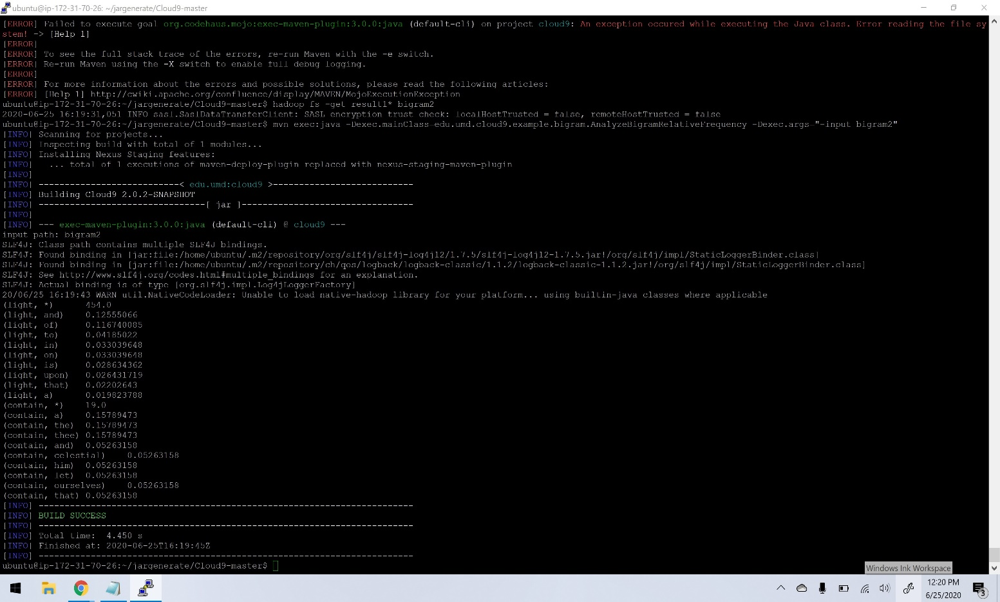 ubuntu@ip-172-31-70-26: ~/jargenerate/Cloud9-master
[ERROR] Failed to execute goal org.codehaus.mojo:exec-maven-plugin:3.0.0:java (default-cli) on project cloud9: An exception occured while executing the Java class. Error reading the file sy
stem! -> [Help 1]
[ERROR]
[ERROR] To see the full stack trace of the errors, re-run Maven with the -e switch.
[ERROR] Re-run Maven using the -X switch to enable full debug logging.
[ERROR]
[ERROR] For more information about the errors and possible solutions, please read the following articles:
[ERROR] [Help 1] http://cwiki.apache.org/confluence/display/MAVEN/MojoExecutionException
ubuntu@ip-172-31-70-26:~/jargenerate/Cloud9-master$ hadoop fs -get result1* bigram2
2020-06-25 16:19:31,051 INFO sasl.SaslDataTransferClient: SASL encryption trust check: localHostTrusted = false, remoteHostTrusted = false
ubuntu@ip-172-31-70-26:~/jargenerate/Cloud9-master$ mvn exec:java -Dexec.mainClass=edu.umd.cloud9.example.bigram.AnalyzeBigramRelativeFrequency -Dexec.args="-input bigram2"
[INFO] Scanning for projects...
[INFO] Inspecting build with total of 1 modules...
[INFO] Installing Nexus Staging features:
[INFO]   ... total of 1 executions of maven-deploy-plugin replaced with nexus-staging-maven-plugin
[INFO]
[INFO] ---------------------------< edu.umd:cloud9 >---------------------------
[INFO] Building Cloud9 2.0.2-SNAPSHOT
[INFO] --------------------------------[ jar ]---------------------------------
[INFO]
[INFO] --- exec-maven-plugin:3.0.0:java (default-cli) @ cloud9 ---
input path: bigram2
SLF4J: Class path contains multiple SLF4J bindings.
SLF4J: Found binding in [jar:file:/home/ubuntu/.m2/repository/org/slf4j/slf4j-log4j12/1.7.5/slf4j-log4j12-1.7.5.jar!/org/slf4j/impl/StaticLoggerBinder.class]
SLF4J: Found binding in [jar:file:/home/ubuntu/.m2/repository/ch/qos/logback/logback-classic/1.1.2/logback-classic-1.1.2.jar!/org/slf4j/impl/StaticLoggerBinder.class]
SLF4J: See http://www.slf4j.org/codes.html#multiple_bindings for an explanation.
SLF4J: Actual binding is of type [org.slf4j.impl.Log4jLoggerFactory]
20/06/25 16:19:43 WARN util.NativeCodeLoader: Unable to load native-hadoop library for your platform... using builtin-java classes where applicable
(light, *)      454.0
(light, and)    0.12555066
(light, of)     0.116740085
(light, to)     0.04185022
(light, in)     0.033039648
(light, on)     0.033039648
(light, is)     0.028634362
(light, upon)   0.026431719
(light, that)   0.02202643
(light, a)      0.019823788
(contain, *)    19.0
(contain, a)    0.15789473
(contain, the)  0.15789473
(contain, thee) 0.15789473
(contain, and)  0.05263158
(contain, celestial)    0.05263158
(contain, him)  0.05263158
(contain, let)  0.05263158
(contain, ourselves)    0.05263158
(contain, that) 0.05263158
[INFO] ------------------------------------------------------------------------
[INFO] BUILD SUCCESS
[INFO] ------------------------------------------------------------------------
[INFO] Total time:  4.450 s
[INFO] Finished at: 2020-06-25T16:19:45Z
[INFO] ------------------------------------------------------------------------
ubuntu@ip-172-31-70-26:~/jargenerate/Cloud9-master$
Windows Ink Workspace
12:20 PM
6/25/2020
3